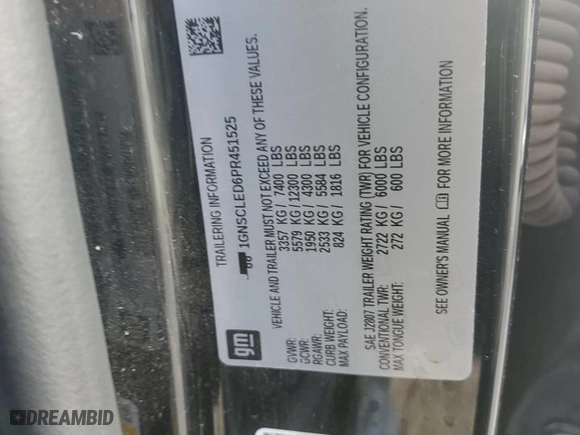 gm
TRAILERING INFORMATION
1GNSCLED6PR451525
VEHICLE AND TRAILER MUST NOT EXCEED ANY OF THESE VALUES.
GVWR: 3357 KG / 7400 LBS
GCWR: 5579 KG / 12300 LBS
RGAWR: 1950 KG / 4300 LBS
CURB WEIGHT: 2533 KG / 5584 LBS
MAX PAYLOAD: 824 KG / 1816 LBS
SAE J2807 TRAILER WEIGHT RATING (TWR) FOR VEHICLE CONFIGURATION.
CONVENTIONAL TWR: 2722 KG / 6000 LBS
MAX TONGUE WEIGHT: 272 KG / 600 LBS
SEE OWNER'S MANUAL FOR MORE INFORMATION
DREAMBID